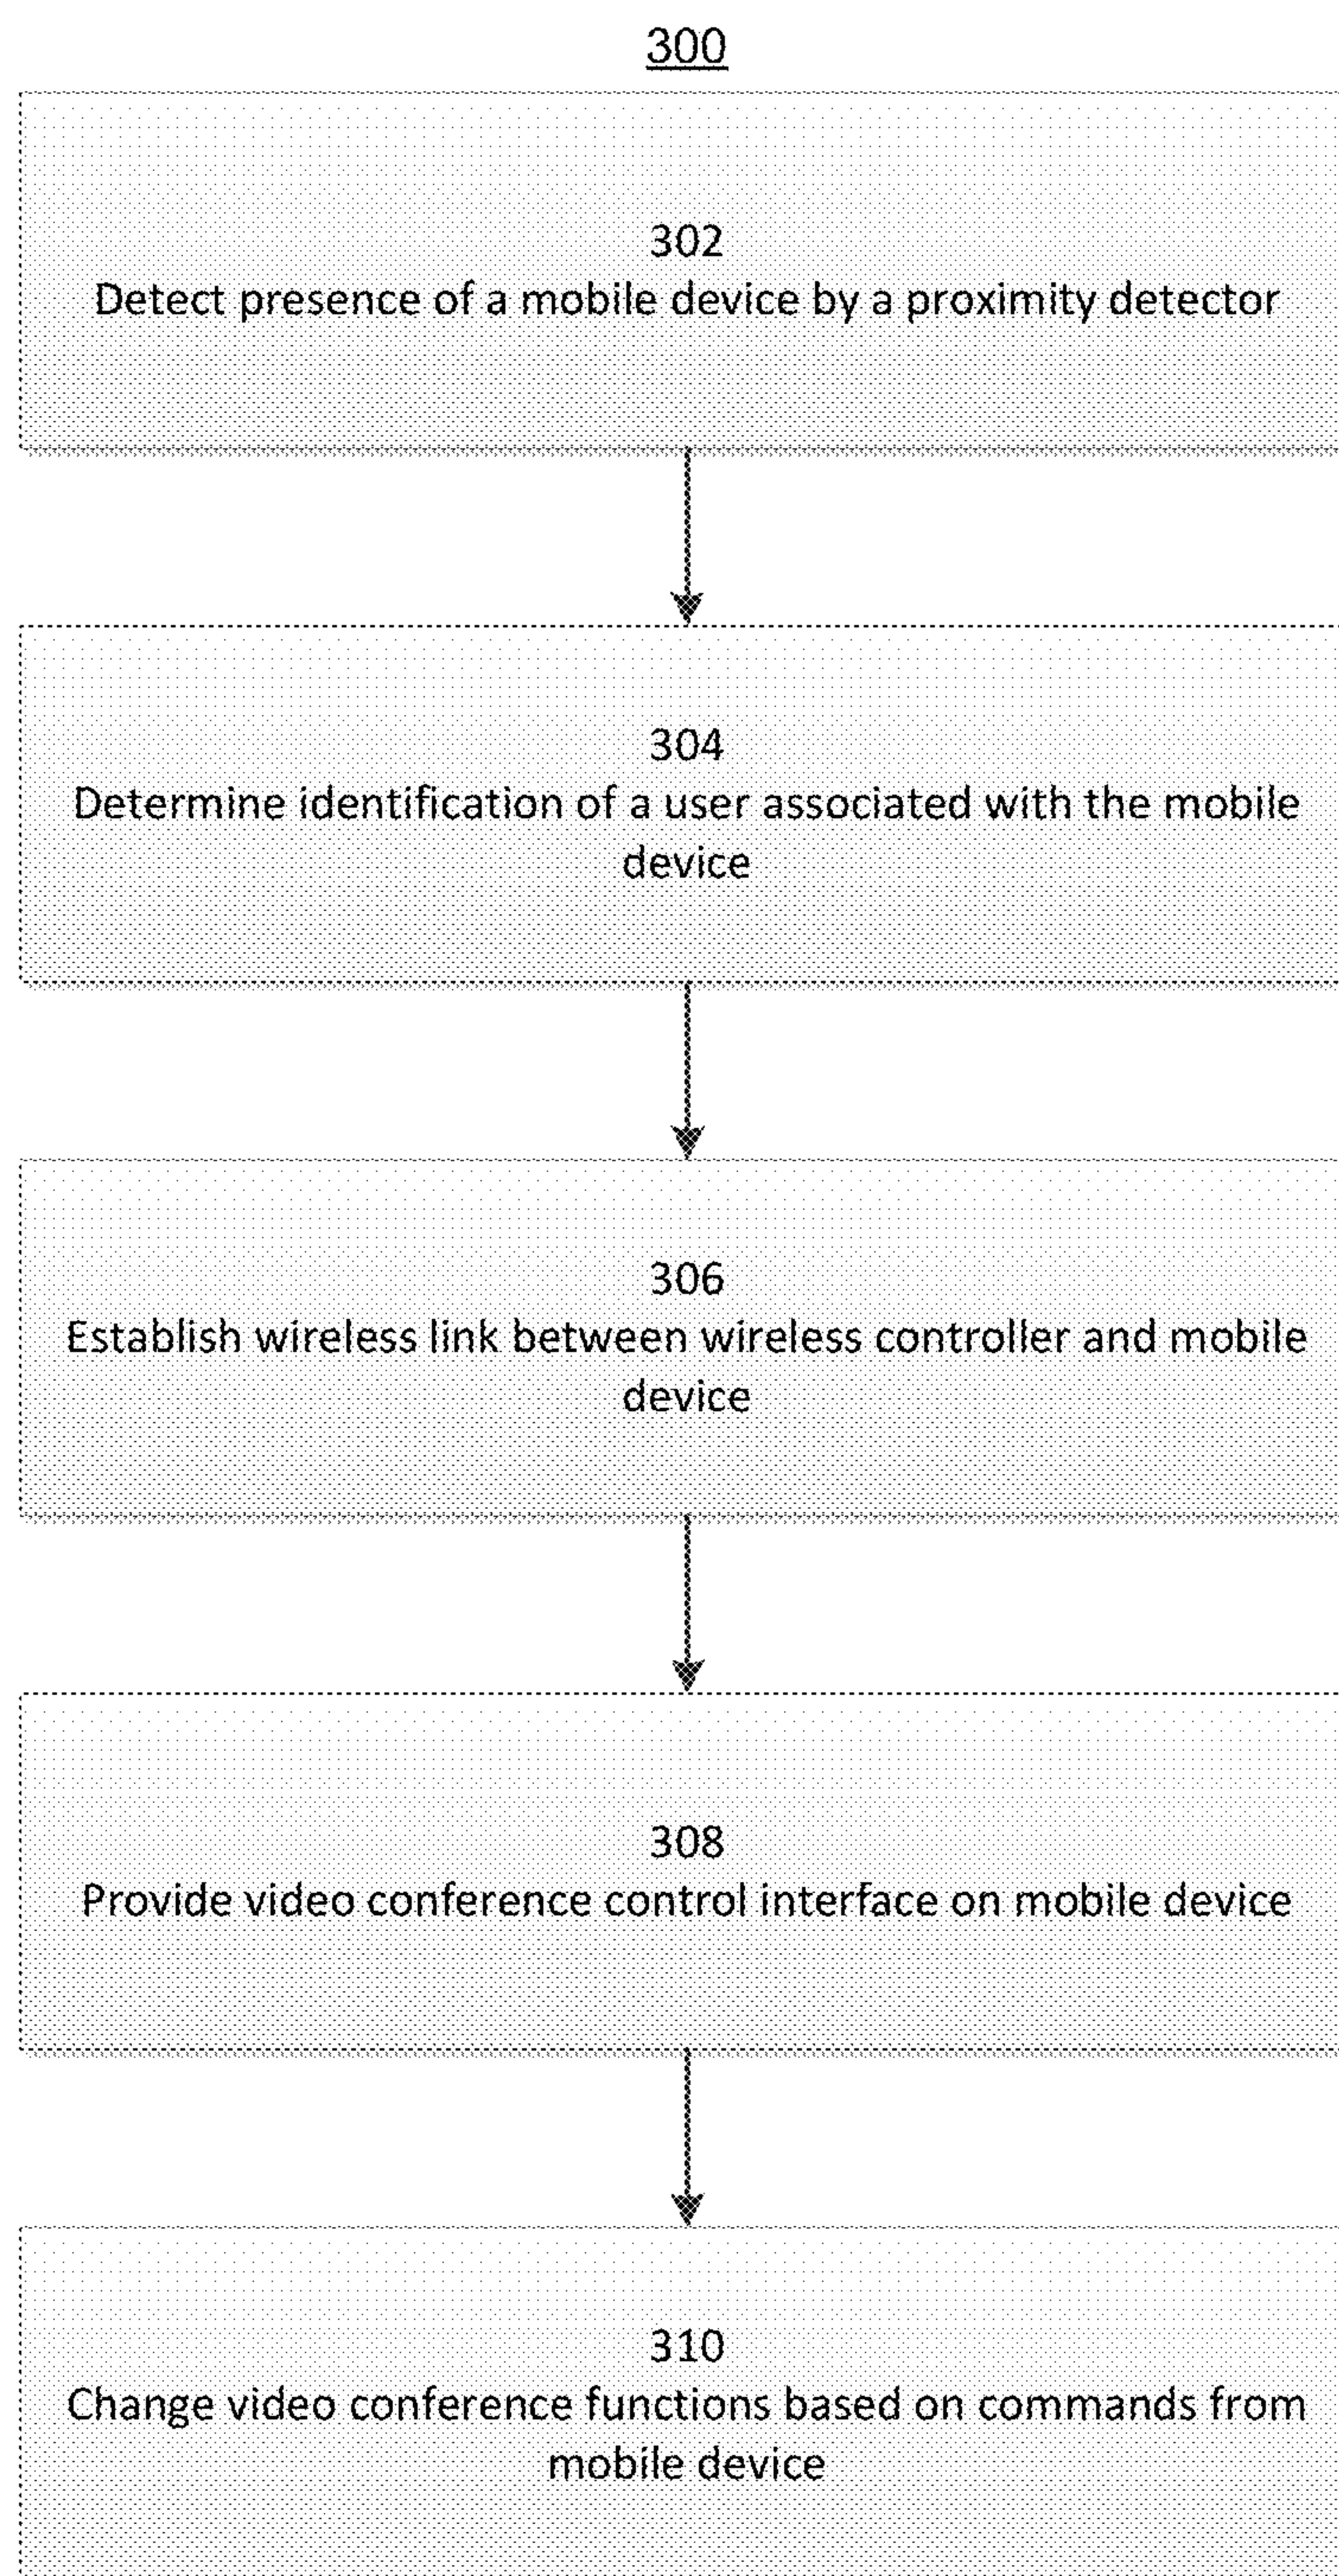 300
302
Detect presence of a mobile device by a proximity detector
304
Determine identification of a user associated with the mobile
device
306
Establish wireless link between wireless controller and mobile
device
308
Provide video conference control interface on mobile device
310
Change video conference functions based on commands from
mobile device